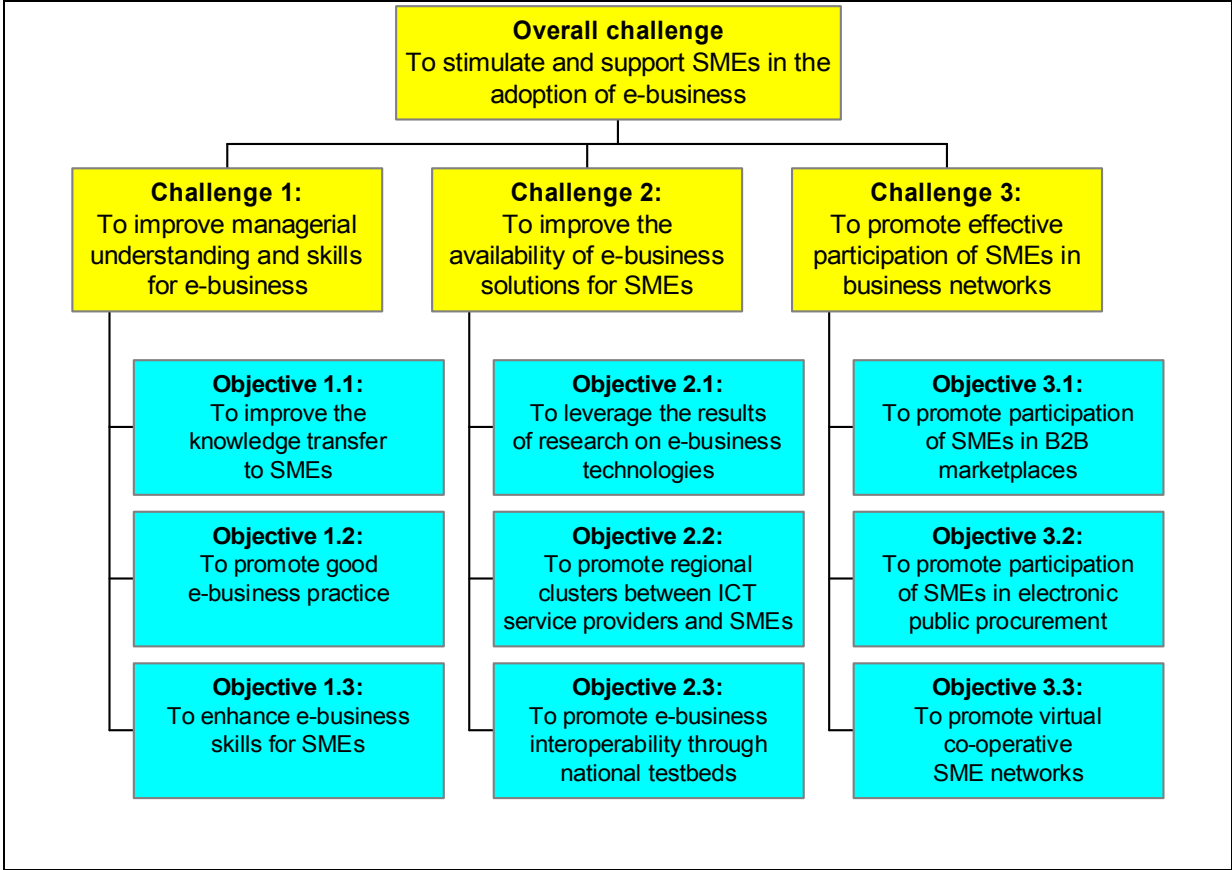 Overall challenge
To stimulate and support SMEs in the
adoption of e-business
Challenge 1:
To improve managerial
understanding and skills
for e-business
Challenge 2:
To improve the
availability of e-business
solutions for SMEs
Challenge 3:
To promote effective
participation of SMEs in
business networks
Objective 1.1:
To improve the
knowledge transfer
to SMEs
Objective 1.2:
To promote good
e-business practice
Objective 1.3:
To enhance e-business
skills for SMEs
Objective 2.1:
To leverage the results
of research on e-business
technologies
Objective 2.2:
To promote regional
clusters between ICT
service providers and SMEs
Objective 2.3:
To promote e-business
interoperability through
national testbeds
Objective 3.1:
To promote participation
of SMEs in B2B
marketplaces
Objective 3.2:
To promote participation
of SMEs in electronic
public procurement
Objective 3.3:
To promote virtual
co-operative
SME networks